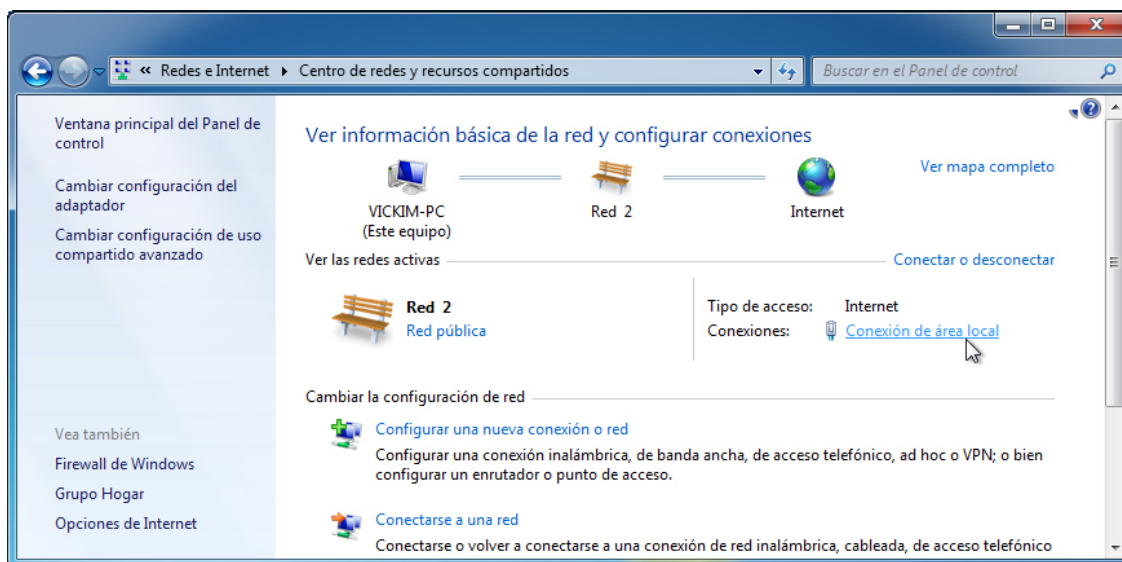 « Redes e Internet ▸ Centro de redes y recursos compartidos
Buscar en el Panel de control
Ventana principal del Panel de
control
Cambiar configuración del
adaptador
Cambiar configuración de uso
compartido avanzado
Vea también
Firewall de Windows
Grupo Hogar
Opciones de Internet
Ver información básica de la red y configurar conexiones
Ver mapa completo
VICKIM-PC
(Este equipo)
Red 2
Internet
Ver las redes activas
Conectar o desconectar
Red 2
Red pública
Tipo de acceso: Internet
Conexiones: Conexión de área local
Cambiar la configuración de red
Configurar una nueva conexión o red
Configurar una conexión inalámbrica, de banda ancha, de acceso telefónico, ad hoc o VPN; o bien
configurar un enrutador o punto de acceso.
Conectarse a una red
Conectarse o volver a conectarse a una conexión de red inalámbrica, cableada, de acceso telefónico